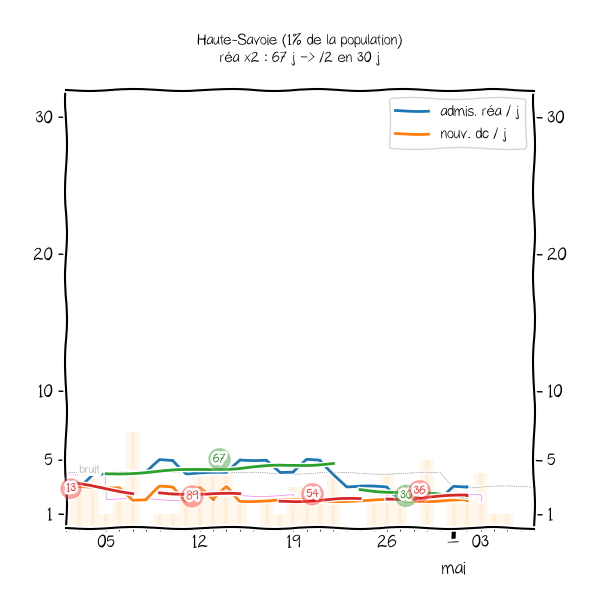 Haute-Savoie (1% de la population)
réa x2 : 67 j -> /2 en 30 j
admis. réa / j
nouv. dc / j
30 30
20 20
10 10
5 5
1 1
bruit
67
13
89
54
30
36
05 12 19 26 1 03
mai